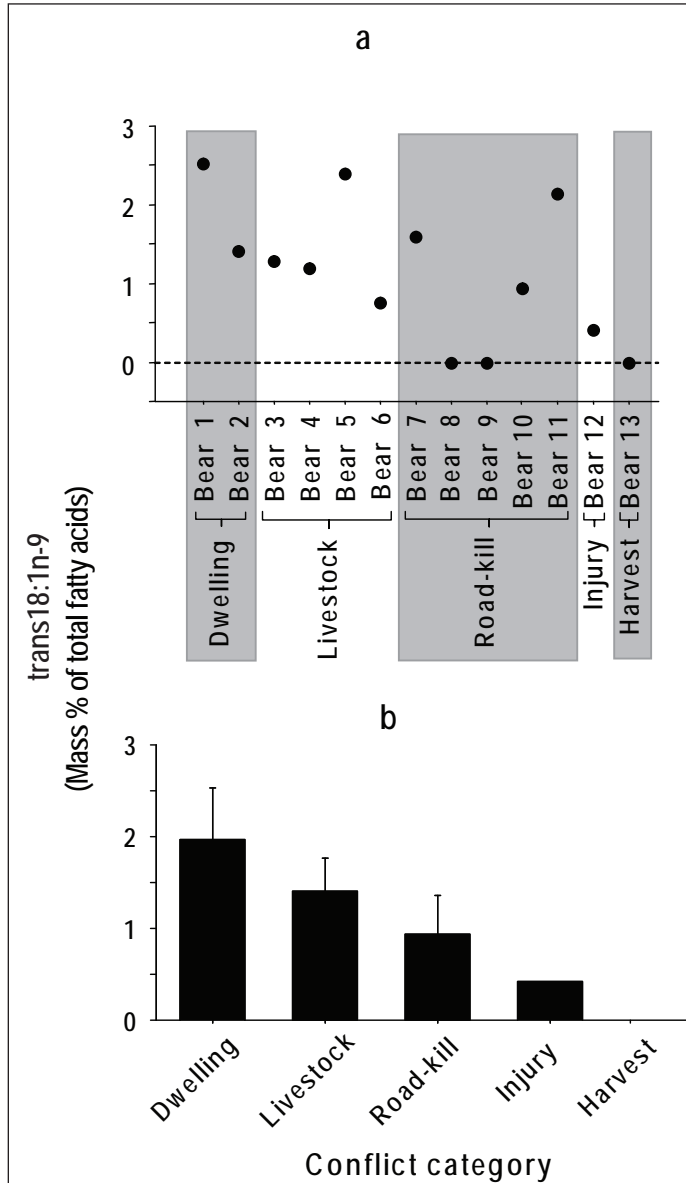 a
3
2
1
0
Bear 1
Bear 2
Bear 3
Bear 4
Bear 5
Bear 6
Bear 7
Bear 8
Bear 9
Bear 10
Bear 11
Bear 12
Bear 13
Dwelling
Livestock
Road-kill
Injury
Harvest
trans18:1n-9
(Mass % of total fatty acids)
b
3
2
1
0
Dwelling
Livestock
Road-kill
Injury
Harvest
Conflict category